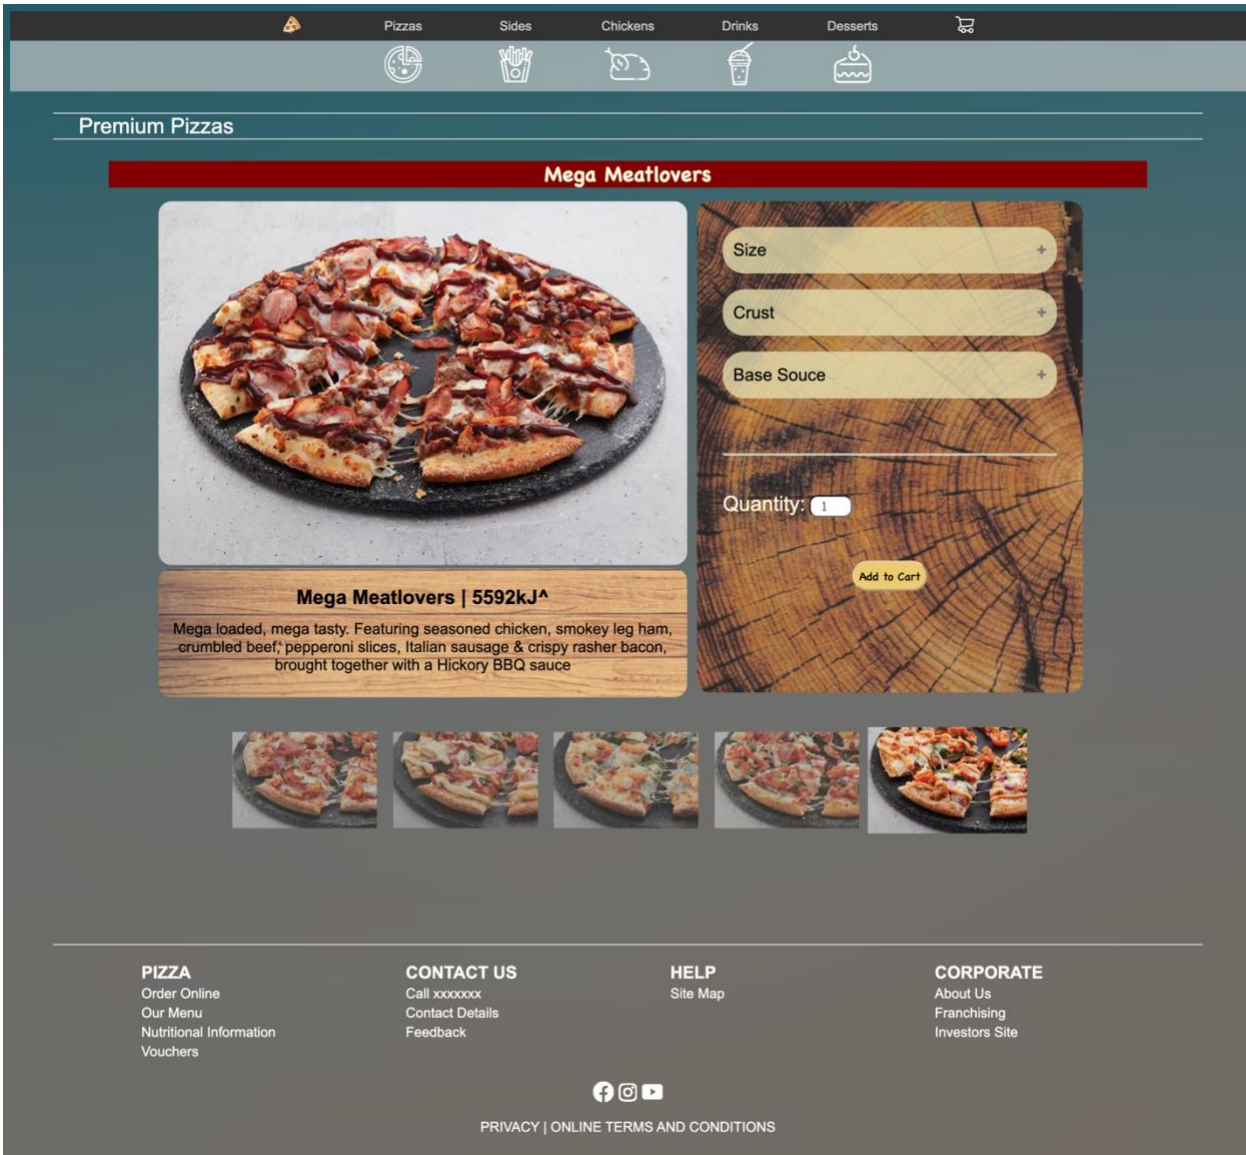 Pizzas Sides Chickens Drinks Desserts
Premium Pizzas
Mega Meatlovers
Size +
Crust +
Base Souce +
Quantity: 1
Add to Cart
Mega Meatlovers | 5592kJ^
Mega loaded, mega tasty. Featuring seasoned chicken, smokey leg ham,
crumbled beef, pepperoni slices, Italian sausage & crispy rasher bacon,
brought together with a Hickory BBQ sauce
PIZZA
Order Online
Our Menu
Nutritional Information
Vouchers
CONTACT US
Call xxxxxxx
Contact Details
Feedback
HELP
Site Map
CORPORATE
About Us
Franchising
Investors Site
PRIVACY | ONLINE TERMS AND CONDITIONS